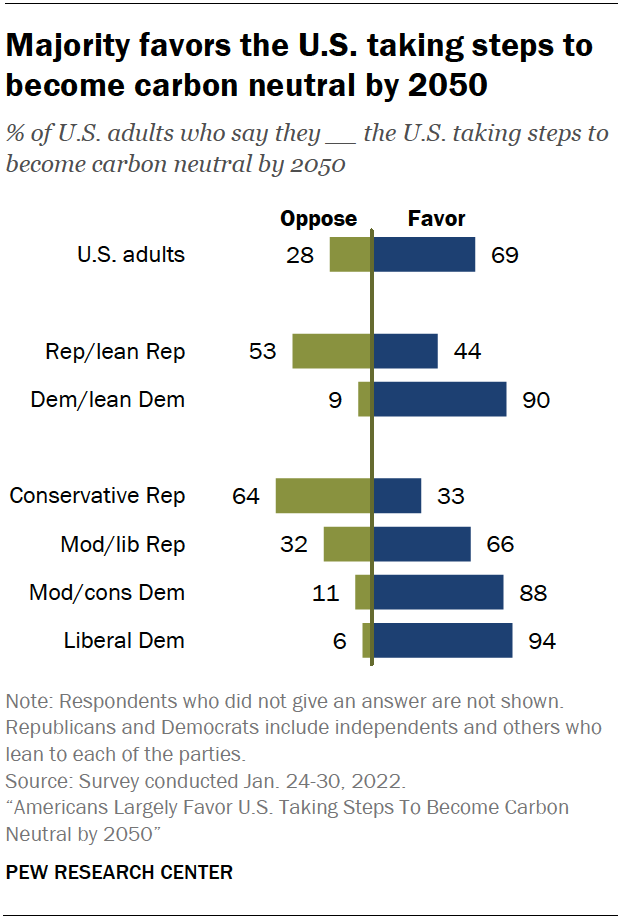 Majority favors the U.S. taking steps to
become carbon neutral by 2050
% of U.S. adults who say they __ the U.S. taking steps to
become carbon neutral by 2050
Oppose Favor
U.S. adults 28 69
Rep/lean Rep 53 44
Dem/lean Dem 9 90
Conservative Rep 64 33
Mod/lib Rep 32 66
Mod/cons Dem 11 88
Liberal Dem 6 94
Note: Respondents who did not give an answer are not shown.
Republicans and Democrats include independents and others who
lean to each of the parties.
Source: Survey conducted Jan. 24-30, 2022.
“Americans Largely Favor U.S. Taking Steps To Become Carbon
Neutral by 2050”
PEW RESEARCH CENTER